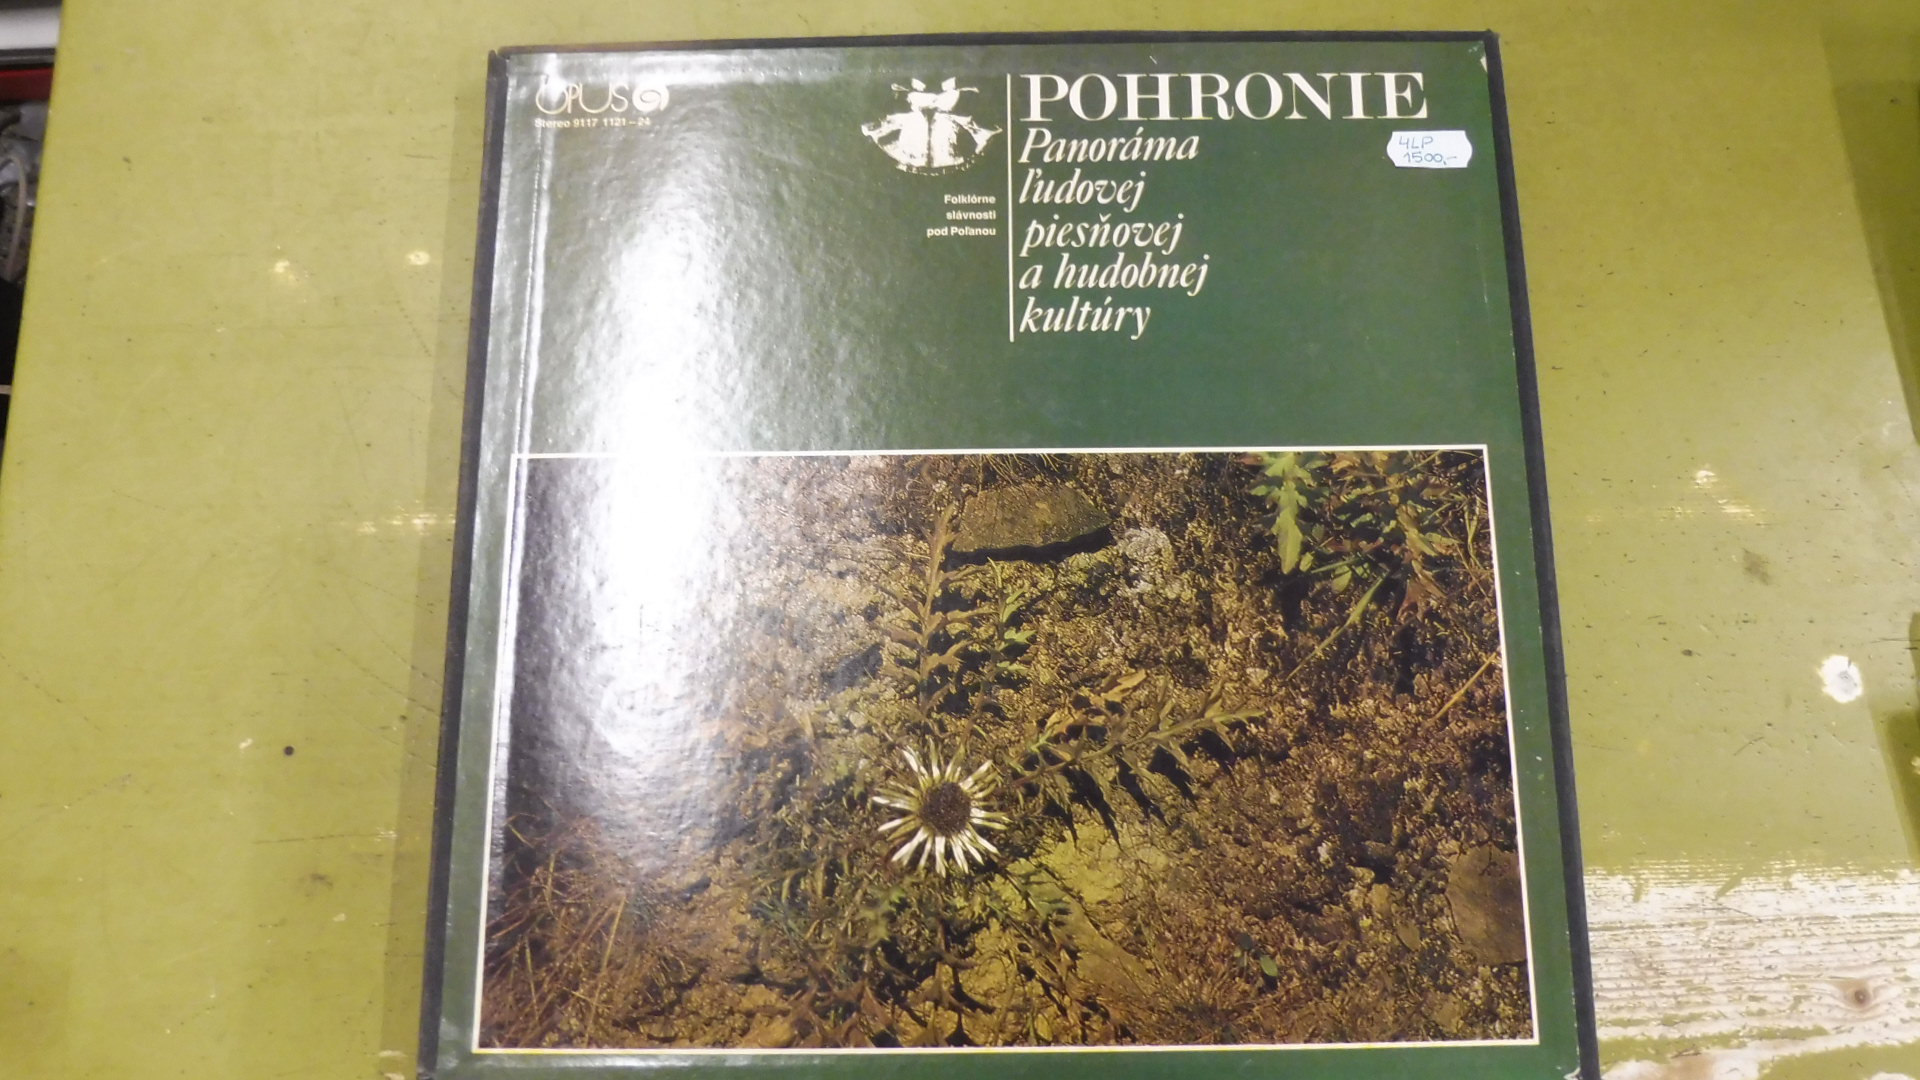 OPUS
Stereo 9117 1121-24
POHRONIE
Panoráma
ľudovej
piesňovej
a hudobnej
kultúry
Folklórne
slávnosti
pod Poľanou
4LP
1500,-